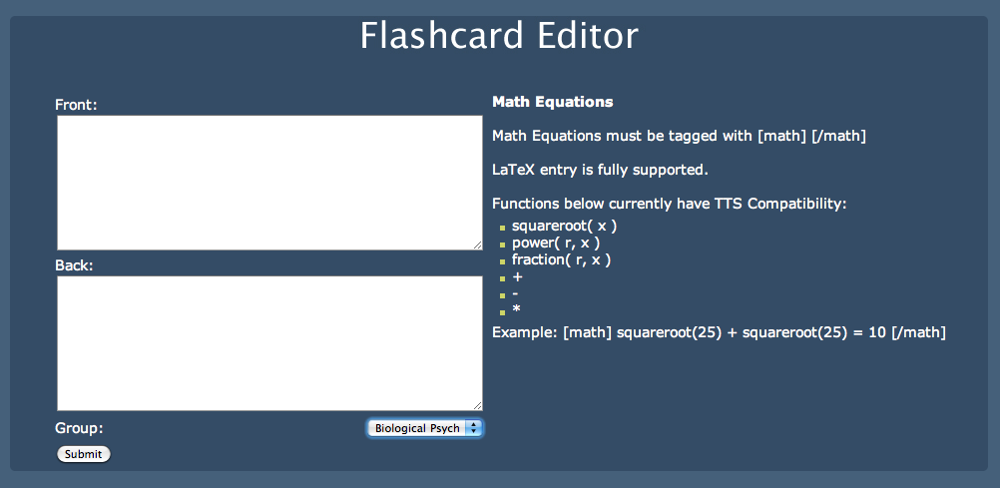 Flashcard Editor
Front:
Back:
Group:
Biological Psych
Submit
Math Equations
Math Equations must be tagged with [math] [/math]
LaTeX entry is fully supported.
Functions below currently have TTS Compatibility:
squareroot( x )
power( r, x )
fraction( r, x )
+
-
*
Example: [math] squareroot(25) + squareroot(25) = 10 [/math]